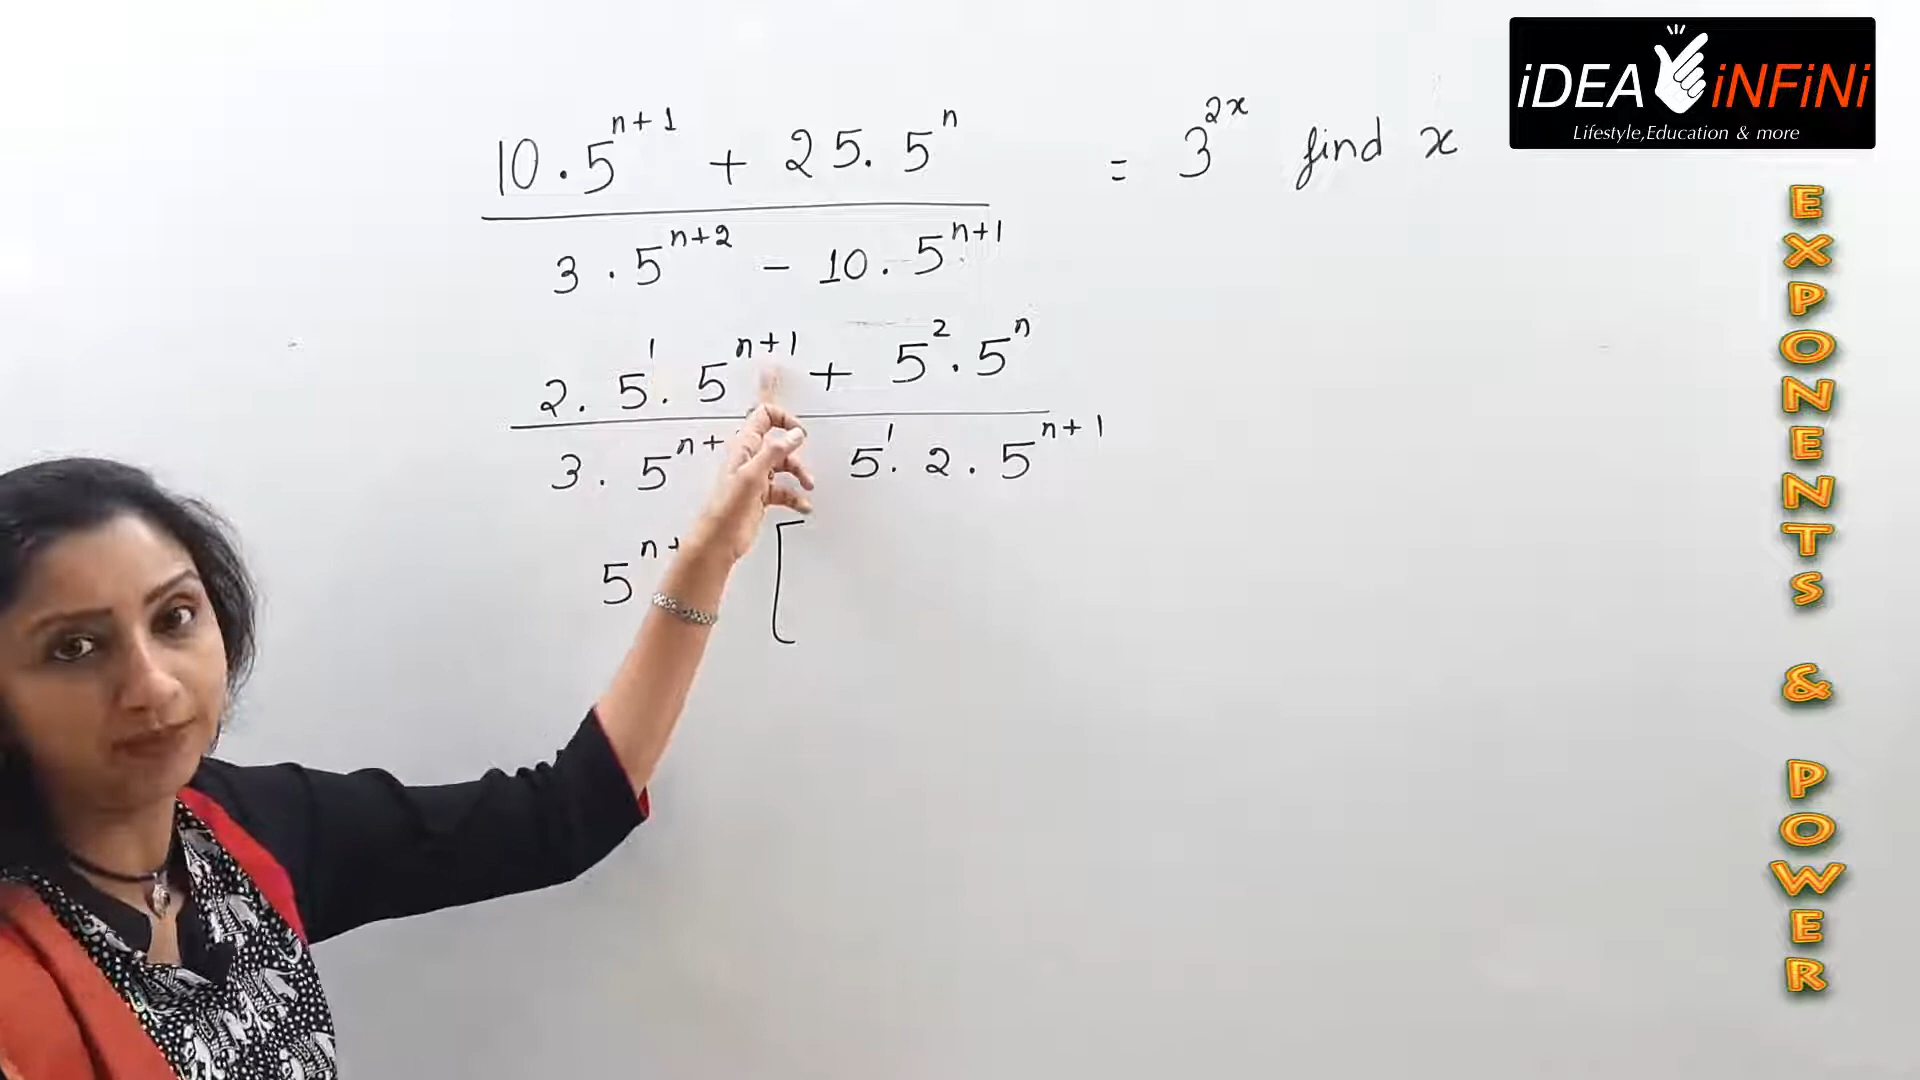 iDEA iNFiNi
Lifestyle,Education & more
10 · 5^{n+1} + 25 . 5^n
3 · 5^{n+2} - 10 . 5^{n+1}
= 3^{2x} find x
2 . 5^1 . 5^{n+1} + 5^2 . 5^n
3 . 5^{n+ 5^1 . 2 . 5^{n+1}
5^{n+ [
EXPONENTS & POWER